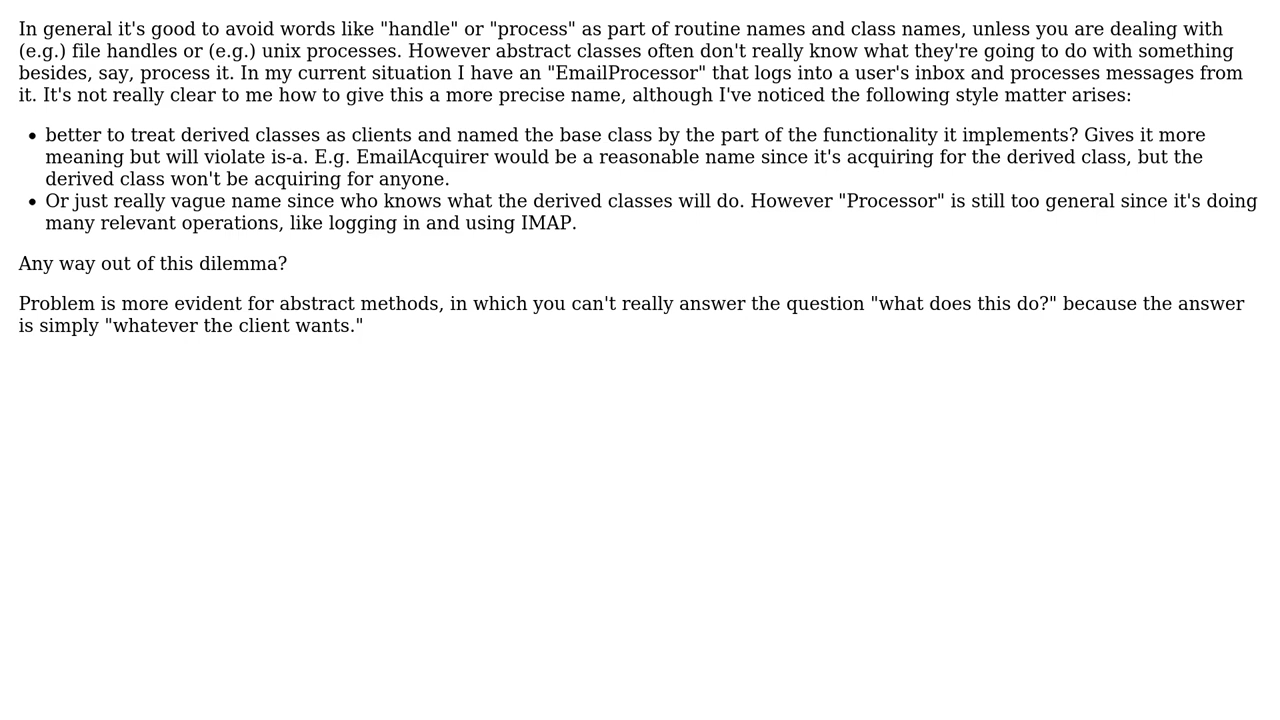 In general it's good to avoid words like "handle" or "process" as part of routine names and class names, unless you are dealing with
(e.g.) file handles or (e.g.) unix processes. However abstract classes often don't really know what they're going to do with something
besides, say, process it. In my current situation I have an "EmailProcessor" that logs into a user's inbox and processes messages from
it. It's not really clear to me how to give this a more precise name, although I've noticed the following style matter arises:
• better to treat derived classes as clients and named the base class by the part of the functionality it implements? Gives it more
meaning but will violate is-a. E.g. EmailAcquirer would be a reasonable name since it's acquiring for the derived class, but the
derived class won't be acquiring for anyone.
• Or just really vague name since who knows what the derived classes will do. However "Processor" is still too general since it's doing
many relevant operations, like logging in and using IMAP.
Any way out of this dilemma?
Problem is more evident for abstract methods, in which you can't really answer the question "what does this do?" because the answer
is simply "whatever the client wants."